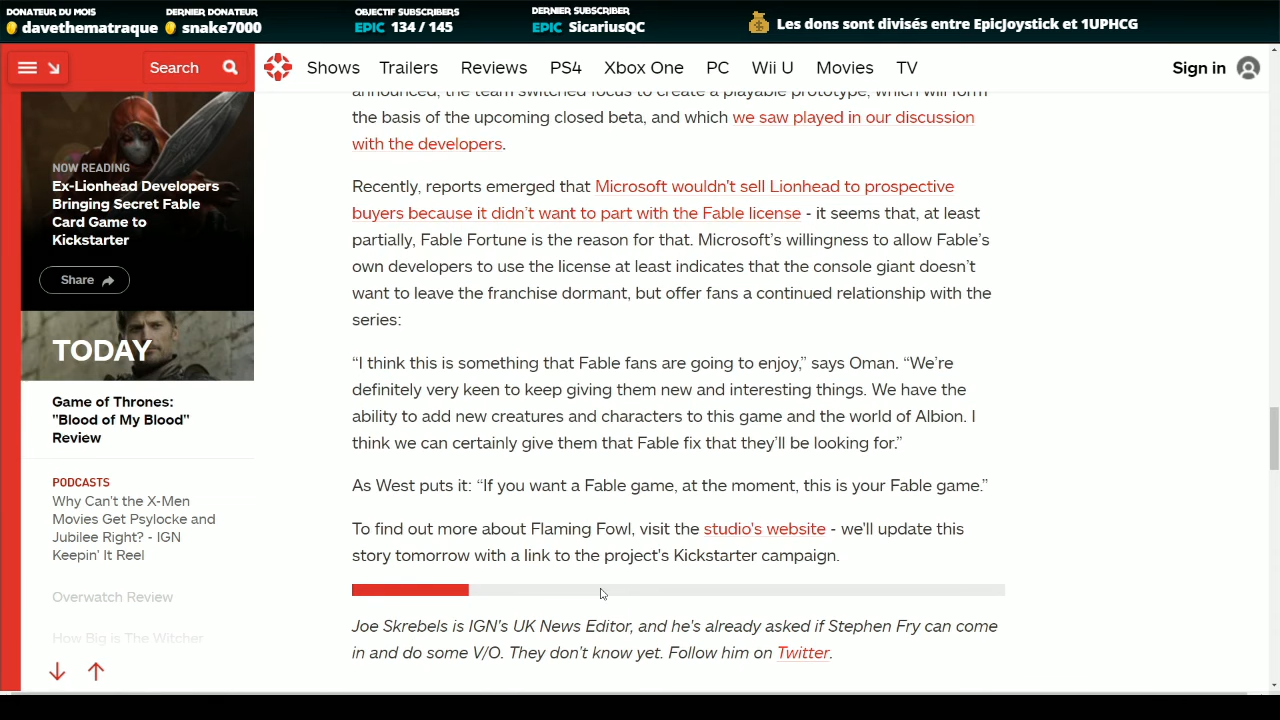 DONATEUR DU MOIS
davethematraque
DERNIER DONATEUR
snake7000
OBJECTIF SUBSCRIBERS
EPIC 134 / 145
DERNIER SUBSCRIBER
EPIC SicariusQC
Les dons sont divisés entre EpicJoystick et 1UPHCG
Search
Shows Trailers Reviews PS4 Xbox One PC Wii U Movies TV
Sign in
NOW READING
Ex-Lionhead Developers
Bringing Secret Fable
Card Game to
Kickstarter
Share
TODAY
Game of Thrones:
"Blood of My Blood"
Review
PODCASTS
Why Can't the X-Men
Movies Get Psylocke and
Jubilee Right? - IGN
Keepin' It Reel
Overwatch Review
How Big is The Witcher
announced, the team switched focus to create a playable prototype, which will form
the basis of the upcoming closed beta, and which we saw played in our discussion
with the developers.
Recently, reports emerged that Microsoft wouldn't sell Lionhead to prospective
buyers because it didn't want to part with the Fable license - it seems that, at least
partially, Fable Fortune is the reason for that. Microsoft's willingness to allow Fable's
own developers to use the license at least indicates that the console giant doesn't
want to leave the franchise dormant, but offer fans a continued relationship with the
series:
“I think this is something that Fable fans are going to enjoy,” says Oman. “We're
definitely very keen to keep giving them new and interesting things. We have the
ability to add new creatures and characters to this game and the world of Albion. I
think we can certainly give them that Fable fix that they'll be looking for.”
As West puts it: “If you want a Fable game, at the moment, this is your Fable game.”
To find out more about Flaming Fowl, visit the studio's website - we'll update this
story tomorrow with a link to the project's Kickstarter campaign.
Joe Skrebels is IGN's UK News Editor, and he's already asked if Stephen Fry can come
in and do some V/O. They don't know yet. Follow him on Twitter.